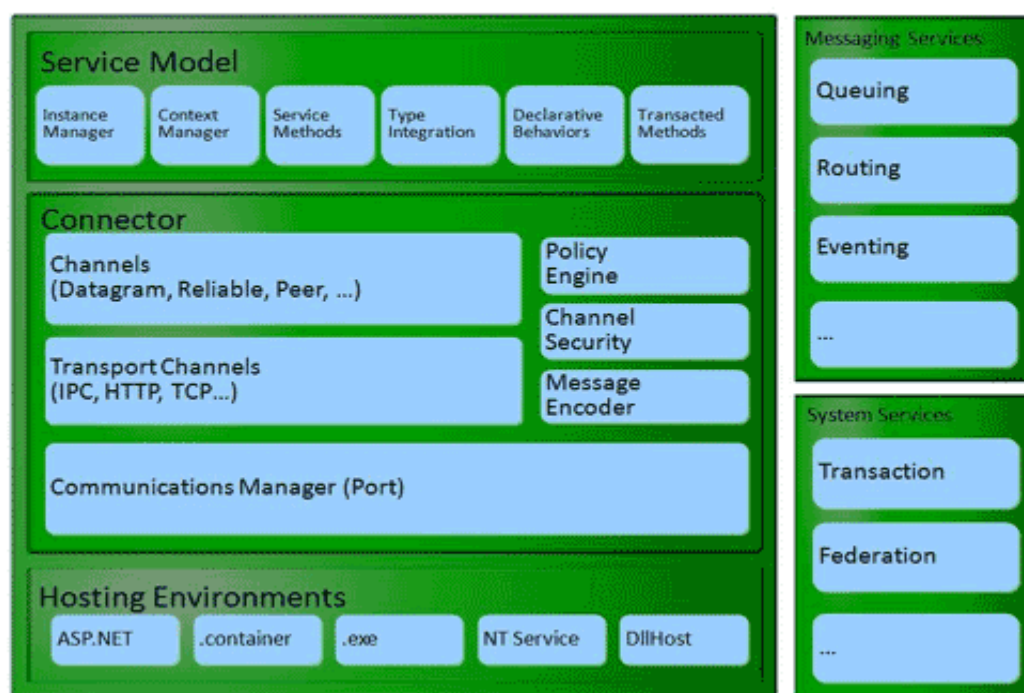 Service Model
Instance
Manager
Context
Manager
Service
Methods
Type
Integration
Declarative
Behaviors
Transacted
Methods
Connector
Channels
(Datagram, Reliable, Peer, ...)
Transport Channels
(IPC, HTTP, TCP...)
Policy
Engine
Channel
Security
Message
Encoder
Communications Manager (Port)
Hosting Environments
ASP.NET
.container
.exe
NT Service
DllHost
Messaging Services
Queuing
Routing
Eventing
...
System Services
Transaction
Federation
...